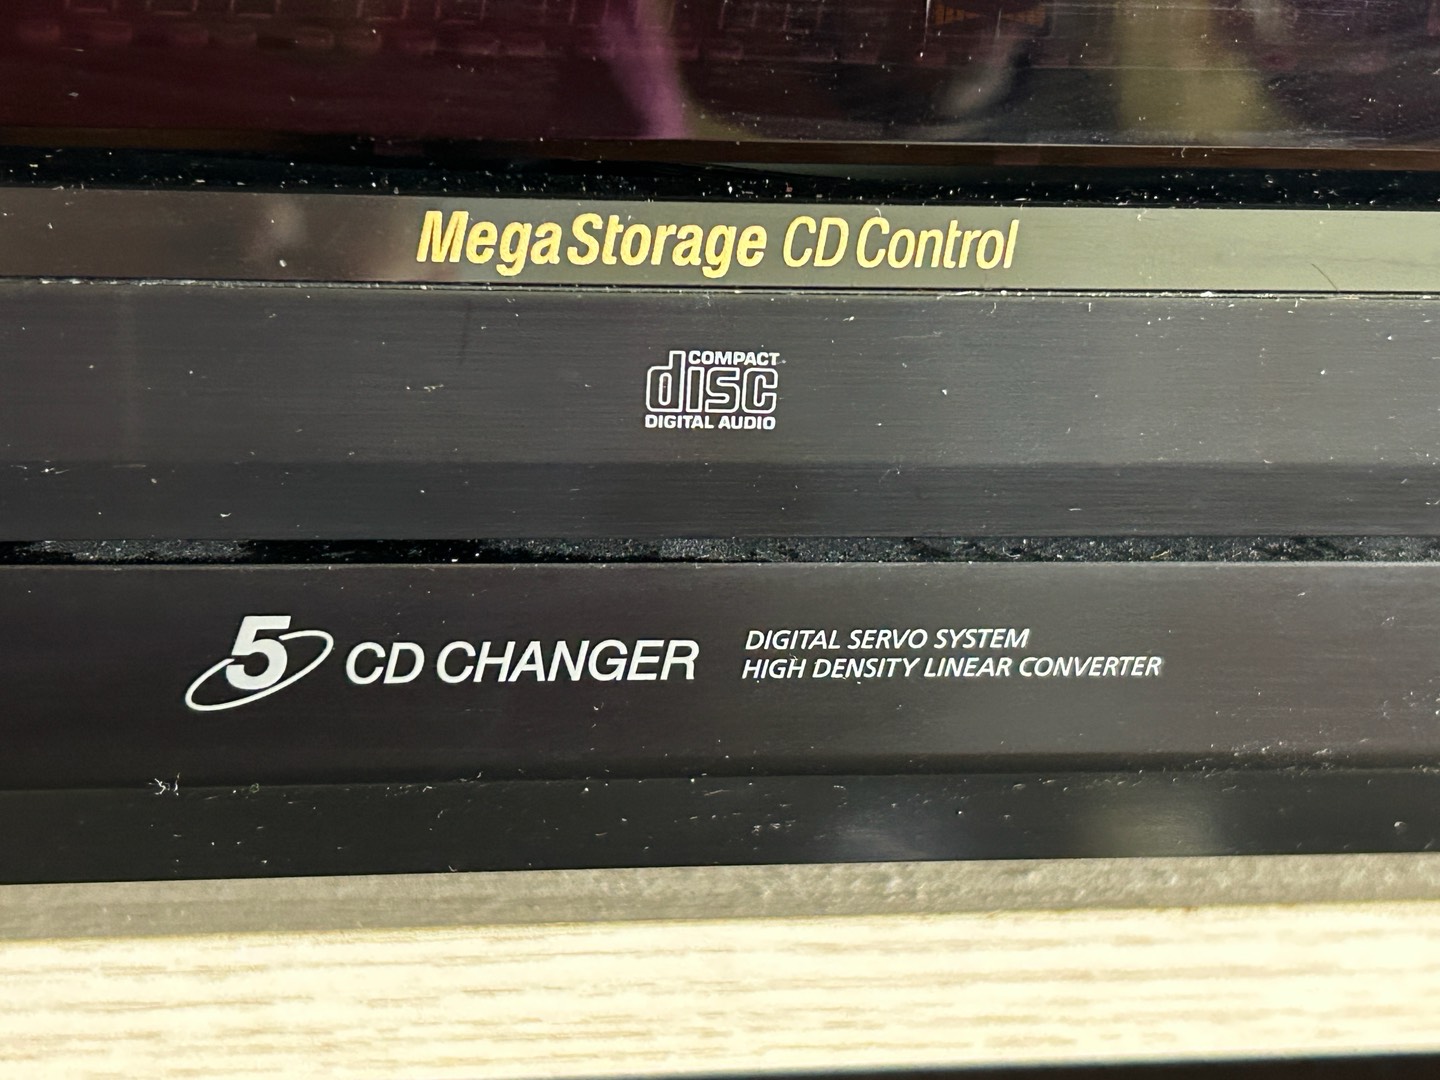 MegaStorage CD Control
COMPACT
disc
DIGITAL AUDIO
5 CD CHANGER
DIGITAL SERVO SYSTEM
HIGH DENSITY LINEAR CONVERTER